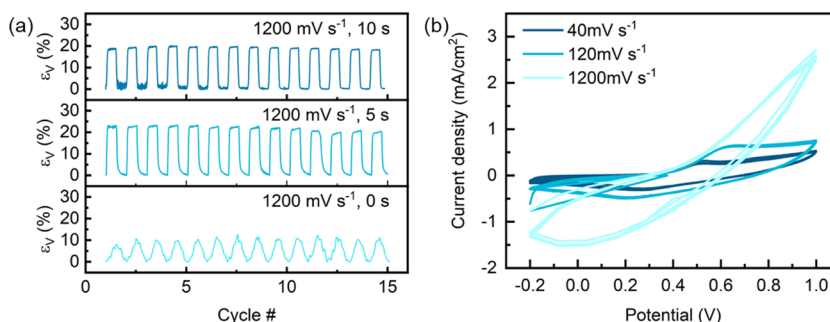 (a)
1200 mV s⁻¹, 10 s
30
20
10
0
εV (%)
1200 mV s⁻¹, 5 s
30
20
10
0
εV (%)
1200 mV s⁻¹, 0 s
30
20
10
0
εV (%)
0 5 10 15
Cycle #
(b)
40mV s⁻¹
120mV s⁻¹
1200mV s⁻¹
3
2
1
0
-1
-2
Current density (mA/cm²)
-0.2 0.0 0.2 0.4 0.6 0.8 1.0
Potential (V)